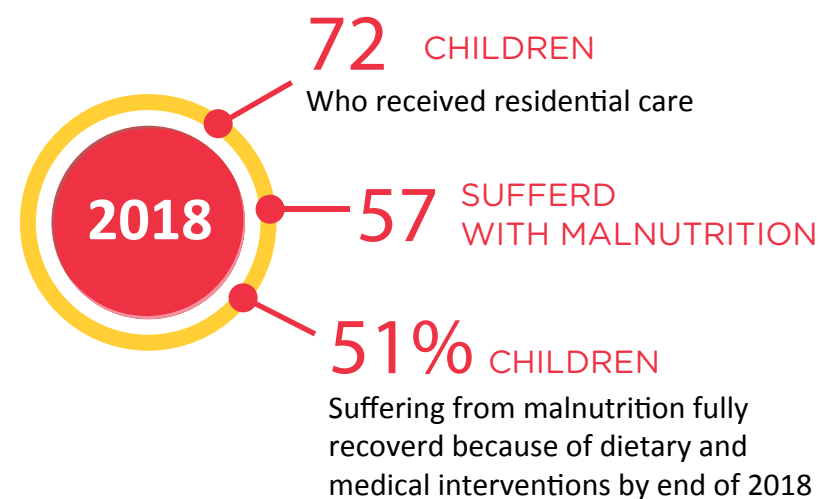 72 CHILDREN
Who received residential care
2018
57 SUFFERD
WITH MALNUTRITION
51% CHILDREN
Suffering from malnutrition fully
recoverd because of dietary and
medical interventions by end of 2018